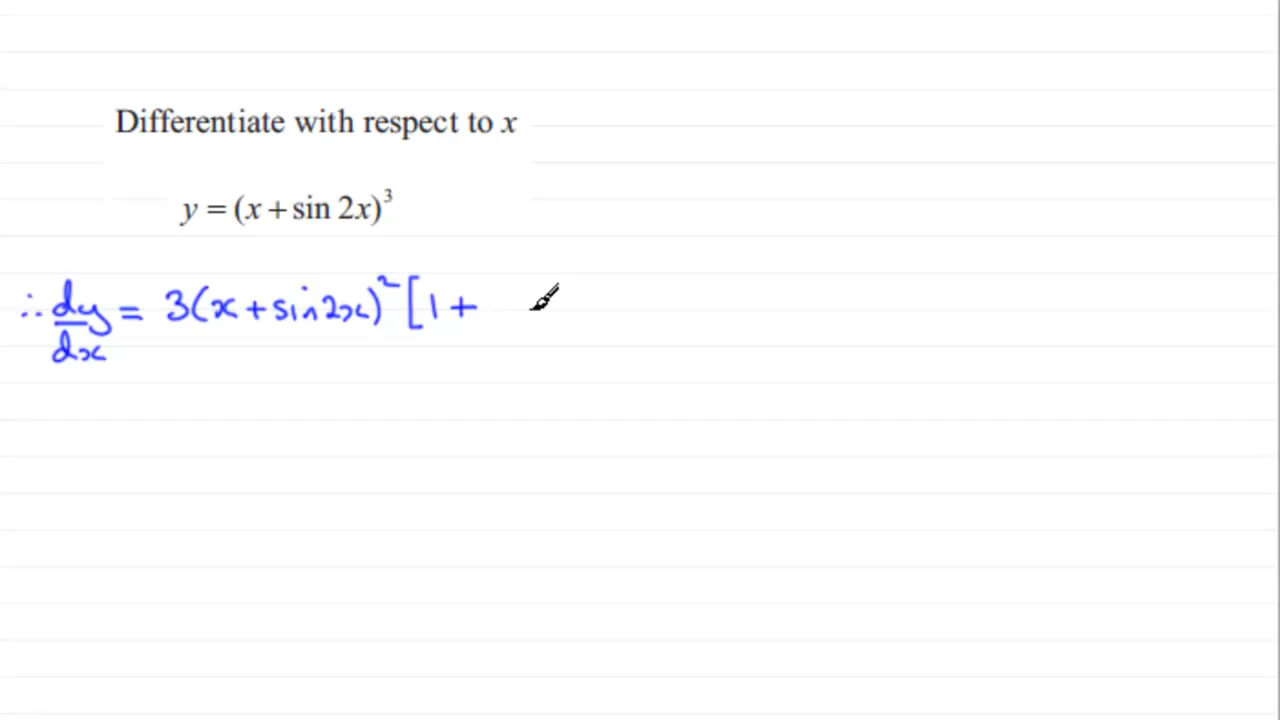 Differentiate with respect to x
y = (x + sin 2x)³
∴ dy/dx = 3(x + sin2x)² [1 +